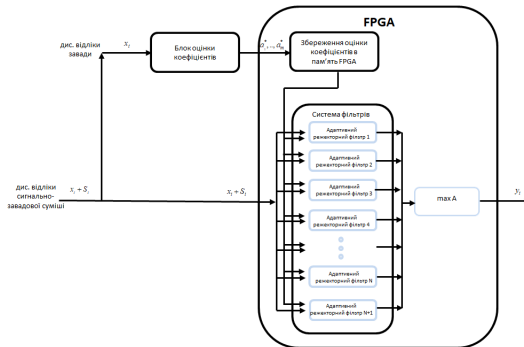 FPGA
дис. відліки
завади
x_i
Блок оцінки
коефіцієнтів
a*_1,..., a*_m
Збереження оцінки
коефіцієнтів в
пам'ять FPGA
Система фільтрів
Адаптивний
режекторний фільтр 1
Адаптивний
режекторний фільтр 2
Адаптивний
режекторний фільтр 3
Адаптивний
режекторний фільтр 4
Адаптивний
режекторний фільтр N
Адаптивний
режекторний фільтр N+1
дис. відліки
сигнально-
завадової суміші
x_i + S_i
x_i + S_i
max A
y_i